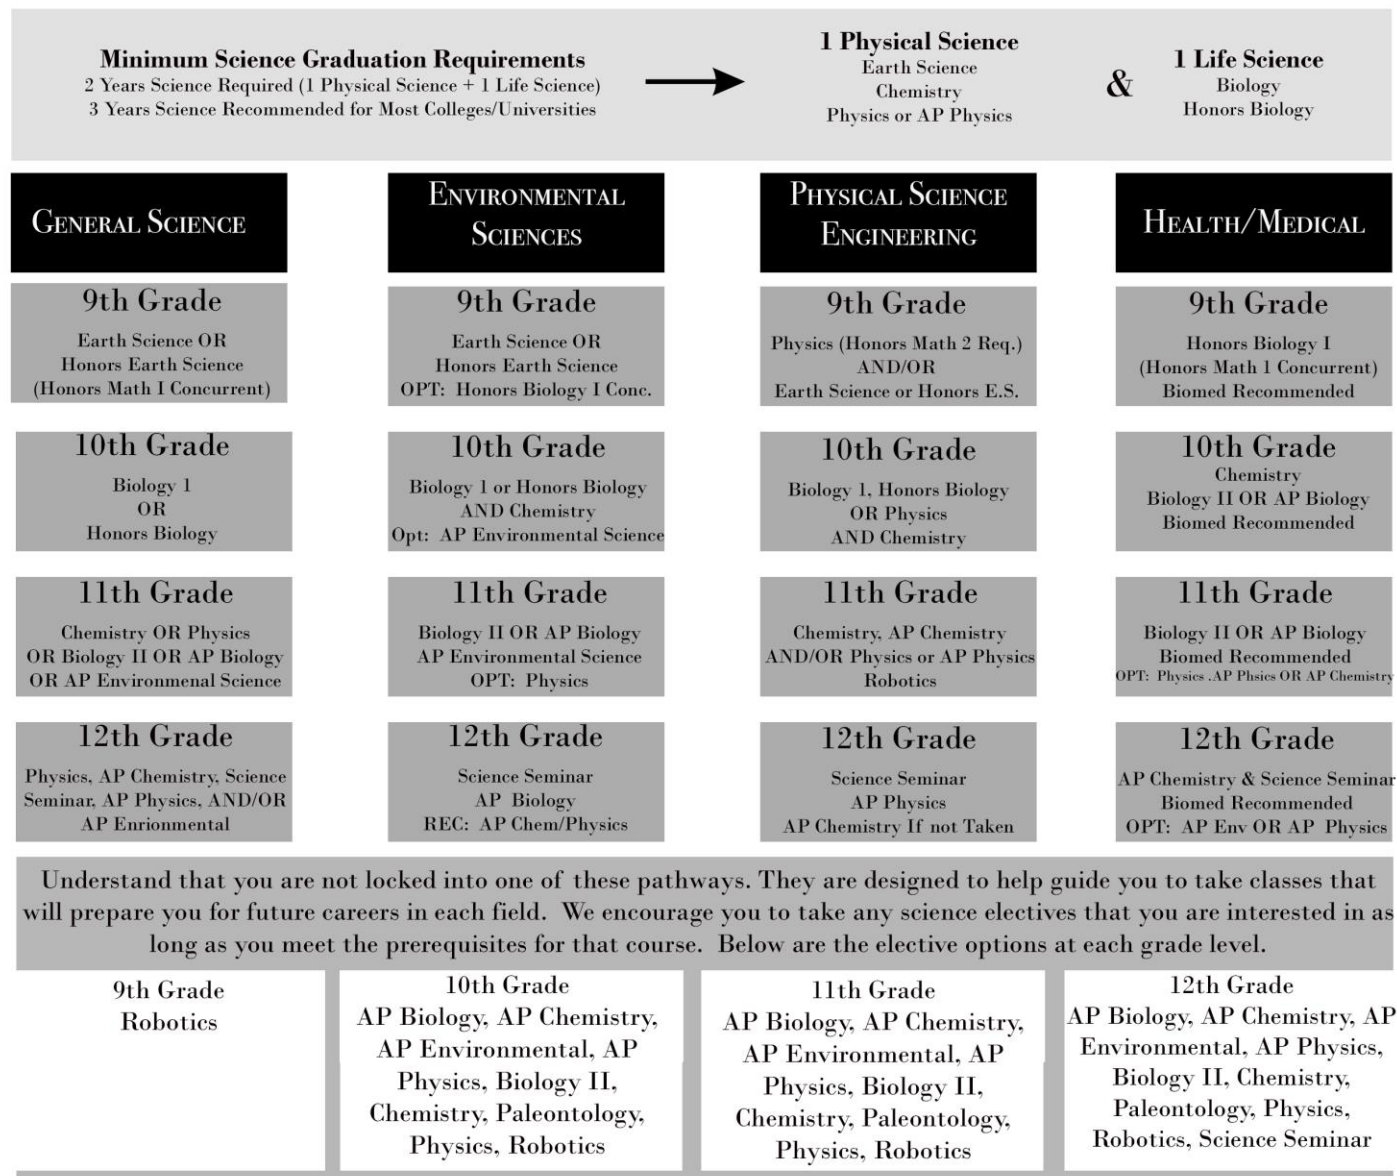 Minimum Science Graduation Requirements
2 Years Science Required (1 Physical Science + 1 Life Science)
3 Years Science Recommended for Most Colleges/Universities
1 Physical Science
Earth Science
Chemistry
Physics or AP Physics
&
1 Life Science
Biology
Honors Biology
GENERAL SCIENCE
9th Grade
Earth Science OR
Honors Earth Science
(Honors Math I Concurrent)
10th Grade
Biology 1
OR
Honors Biology
11th Grade
Chemistry OR Physics
OR Biology II OR AP Biology
OR AP Environmenal Science
12th Grade
Physics, AP Chemistry, Science
Seminar, AP Physics, AND/OR
AP Enrionmental
ENVIRONMENTAL
SCIENCES
9th Grade
Earth Science OR
Honors Earth Science
OPT: Honors Biology I Conc.
10th Grade
Biology 1 or Honors Biology
AND Chemistry
Opt: AP Environmental Science
11th Grade
Biology II OR AP Biology
AP Environmental Science
OPT: Physics
12th Grade
Science Seminar
AP Biology
REC: AP Chem/Physics
PHYSICAL SCIENCE
ENGINEERING
9th Grade
Physics (Honors Math 2 Req.)
AND/OR
Earth Science or Honors E.S.
10th Grade
Biology 1, Honors Biology
OR Physics
AND Chemistry
11th Grade
Chemistry, AP Chemistry
AND/OR Physics or AP Physics
Robotics
12th Grade
Science Seminar
AP Physics
AP Chemistry If not Taken
HEALTH/MEDICAL
9th Grade
Honors Biology I
(Honors Math 1 Concurrent)
Biomed Recommended
10th Grade
Chemistry
Biology II OR AP Biology
Biomed Recommended
11th Grade
Biology II OR AP Biology
Biomed Recommended
OPT: Physics .AP Phsics OR AP Chemistry
12th Grade
AP Chemistry & Science Seminar
Biomed Recommended
OPT: AP Env OR AP Physics
Understand that you are not locked into one of these pathways. They are designed to help guide you to take classes that
will prepare you for future careers in each field. We encourage you to take any science electives that you are interested in as
long as you meet the prerequisites for that course. Below are the elective options at each grade level.
9th Grade
Robotics
10th Grade
AP Biology, AP Chemistry,
AP Environmental, AP
Physics, Biology II,
Chemistry, Paleontology,
Physics, Robotics
11th Grade
AP Biology, AP Chemistry,
AP Environmental, AP
Physics, Biology II,
Chemistry, Paleontology,
Physics, Robotics
12th Grade
AP Biology, AP Chemistry, AP
Environmental, AP Physics,
Biology II, Chemistry,
Paleontology, Physics,
Robotics, Science Seminar